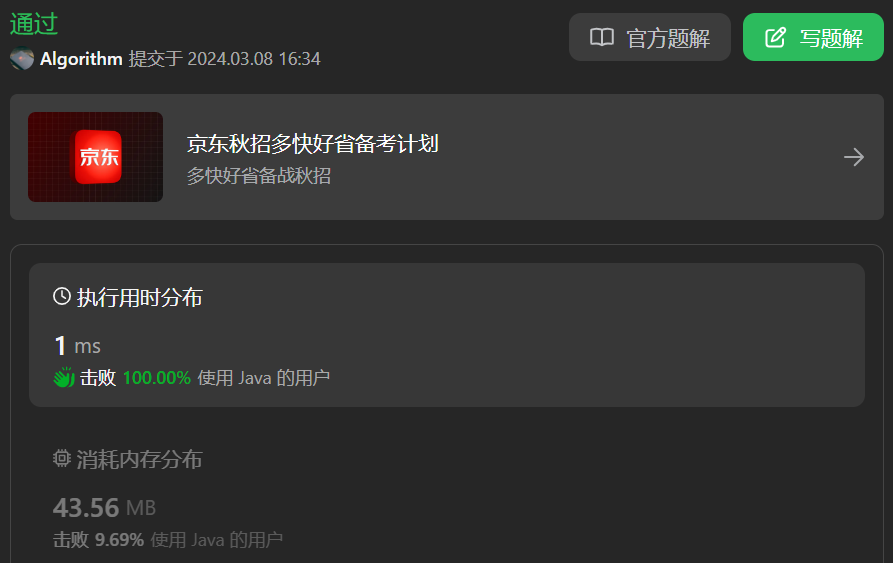 通过
官方题解
写题解
Algorithm 提交于 2024.03.08 16:34
京东
京东秋招多快好省备考计划
多快好省备战秋招
执行用时分布
1 ms
击败 100.00% 使用 Java 的用户
消耗内存分布
43.56 MB
击败 9.69% 使用 Java 的用户